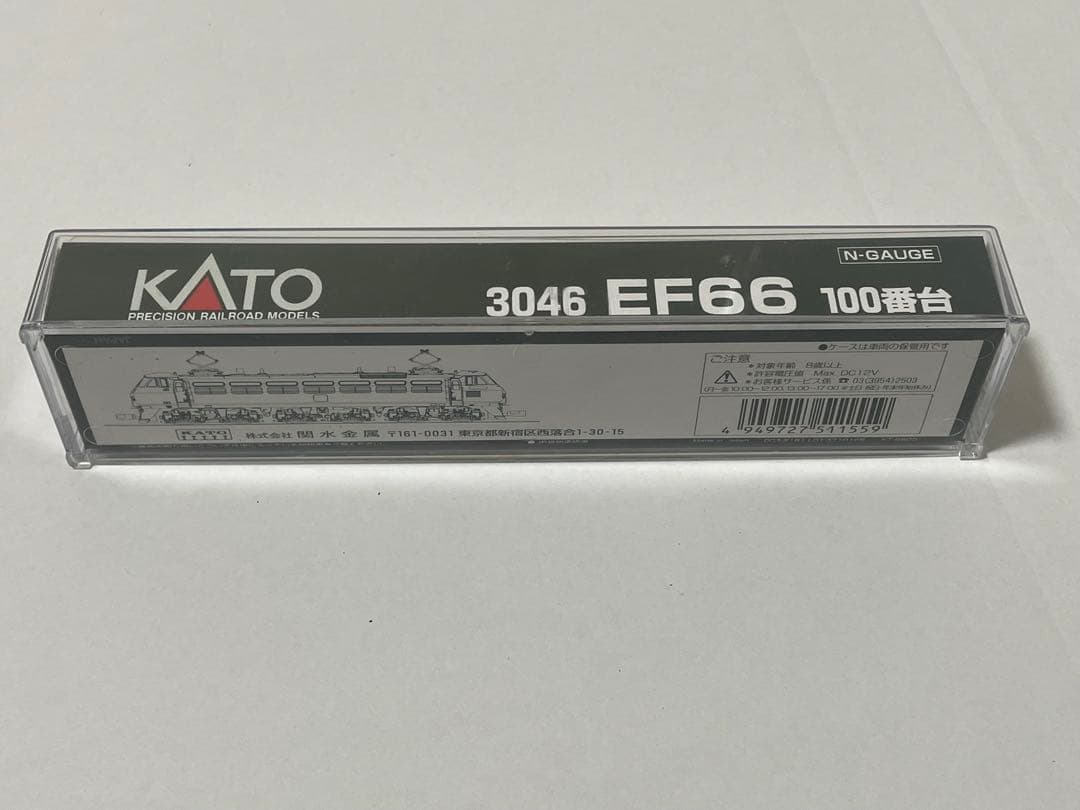 N-GAUGE
KATO
PRECISION RAILROAD MODELS
3046 EF66 100番台
●ケースは車両の保管用です
ご注意
★対象年齢 8歳以上
★許容電圧値 Max. DC12V
★お客様サービス係 ☎03(3954)2503
KATO
株式会社 関水金属 〒161-0031 東京都新宿区西落合1-30-15
4 949727 511559